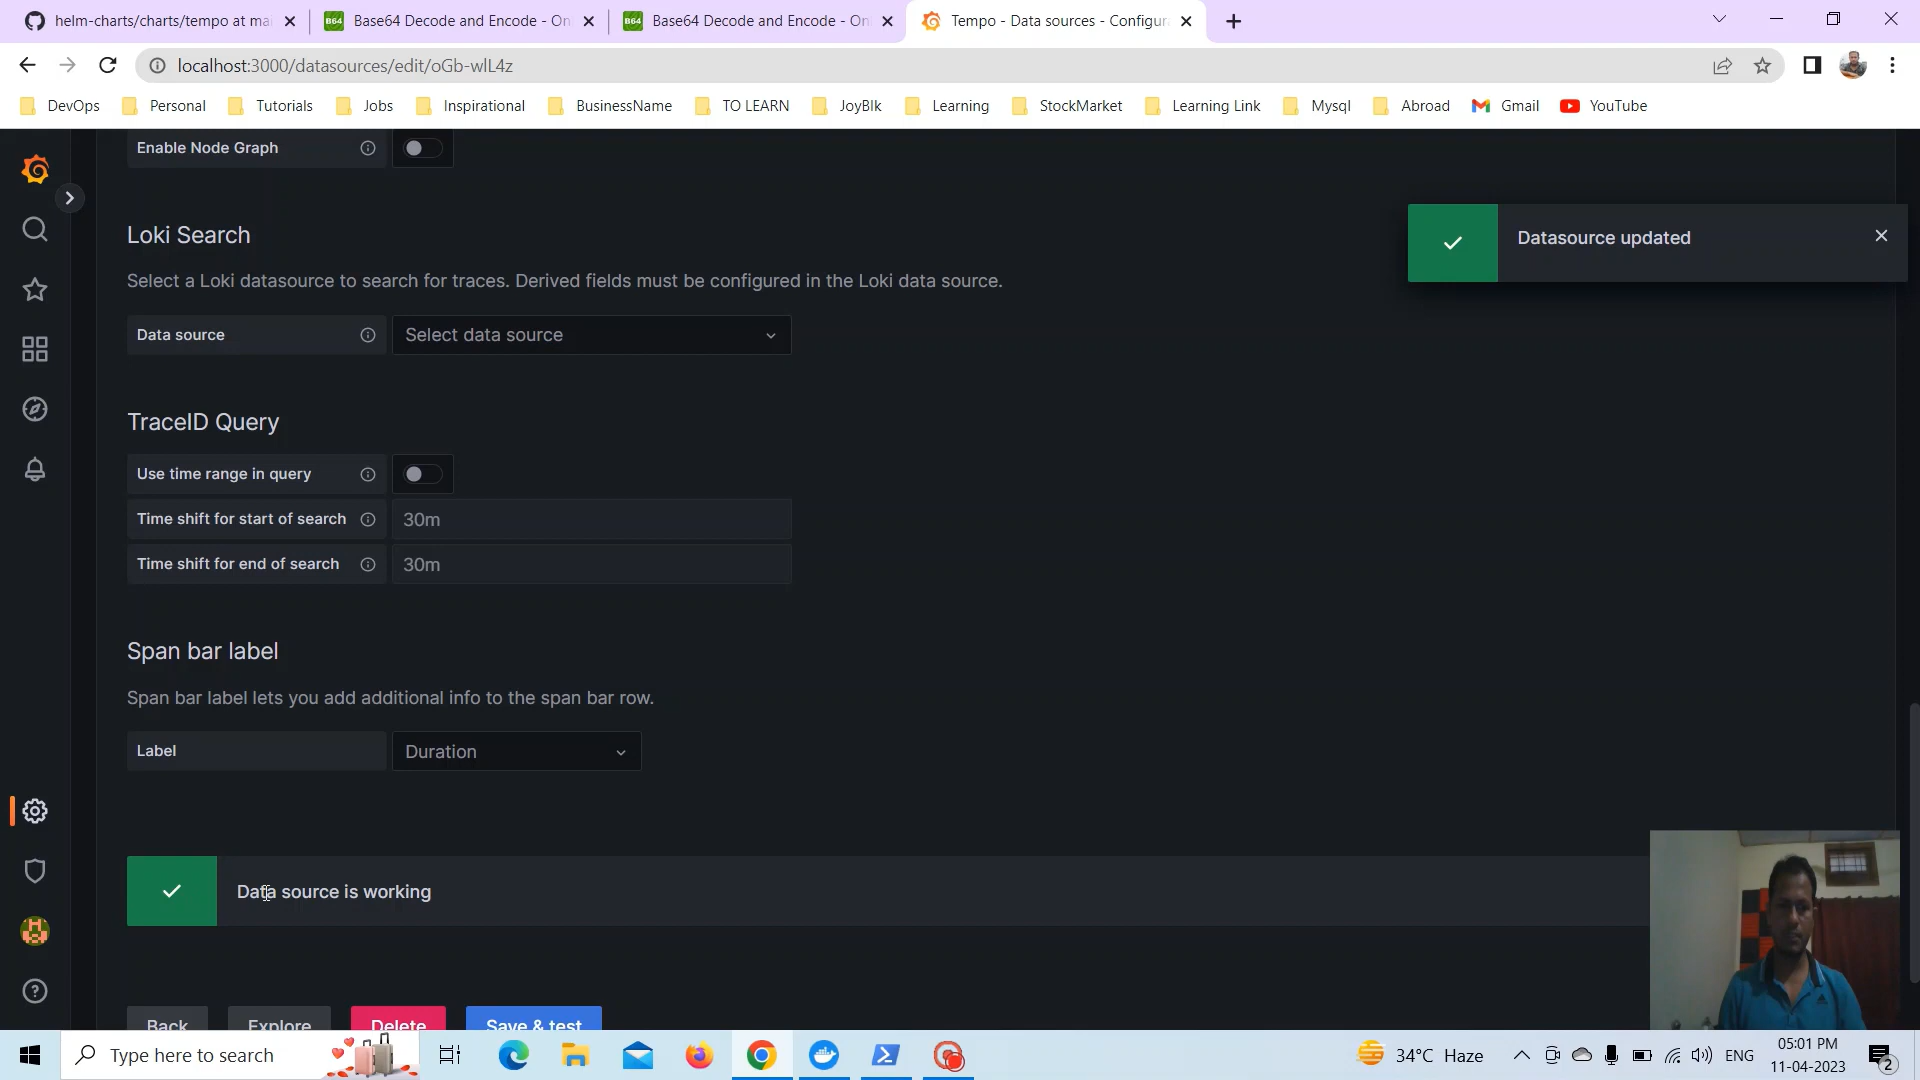 helm-charts/charts/tempo at mai
Base64 Decode and Encode - On
Base64 Decode and Encode - On
Tempo - Data sources - Configura
localhost:3000/datasources/edit/oGb-wlL4z
DevOps
Personal
Tutorials
Jobs
Inspirational
BusinessName
TO LEARN
JoyBlk
Learning
StockMarket
Learning Link
Mysql
Abroad
Gmail
YouTube
Enable Node Graph
Datasource updated
Loki Search
Select a Loki datasource to search for traces. Derived fields must be configured in the Loki data source.
Data source
Select data source
TraceID Query
Use time range in query
Time shift for start of search
30m
Time shift for end of search
30m
Span bar label
Span bar label lets you add additional info to the span bar row.
Label
Duration
Data source is working
Back
Explore
Delete
Save & test
Type here to search
34°C Haze
ENG
05:01 PM
11-04-2023
2